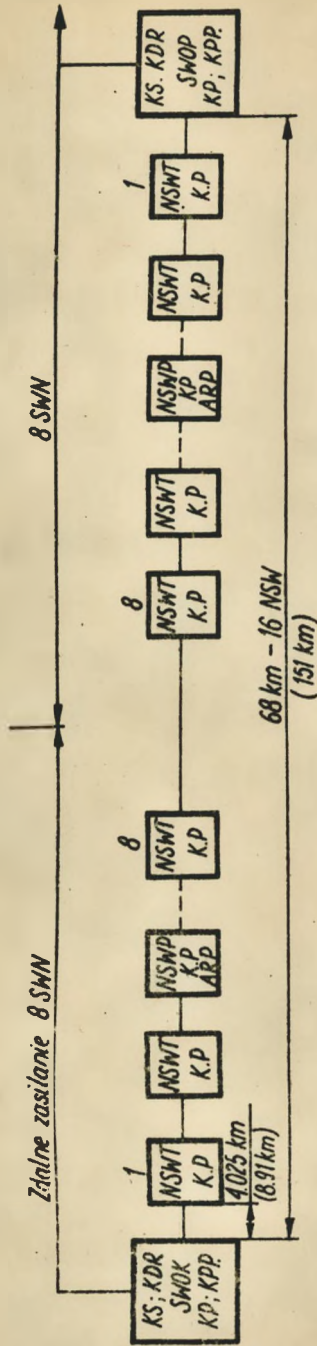 Zdalne zasilanie 8 SWN
8 SWN
KS; KDR
SWOK
KP; KPP.
1
NSWT
K.P
NSWT
K.P
NSWP
K.P
ARP
8
NSWT
K.P
8
NSWT
K.P
NSWT
K.P
NSWP
KP
ARP
NSWT
K.P
1
NSWT
K.P
KS. KDR
SWOP
KP; KPP.
4.025 km
(8.91 km)
68 km – 16 NSW
(151 km)